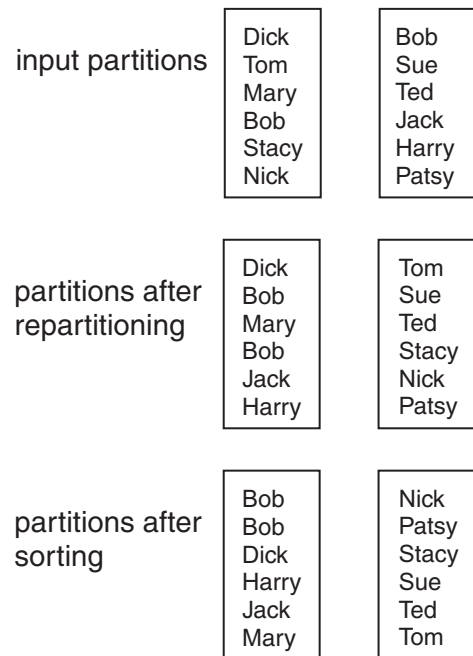 input partitions
Dick
Tom
Mary
Bob
Stacy
Nick
Bob
Sue
Ted
Jack
Harry
Patsy
partitions after
repartitioning
Dick
Bob
Mary
Bob
Jack
Harry
Tom
Sue
Ted
Stacy
Nick
Patsy
partitions after
sorting
Bob
Bob
Dick
Harry
Jack
Mary
Nick
Patsy
Stacy
Sue
Ted
Tom